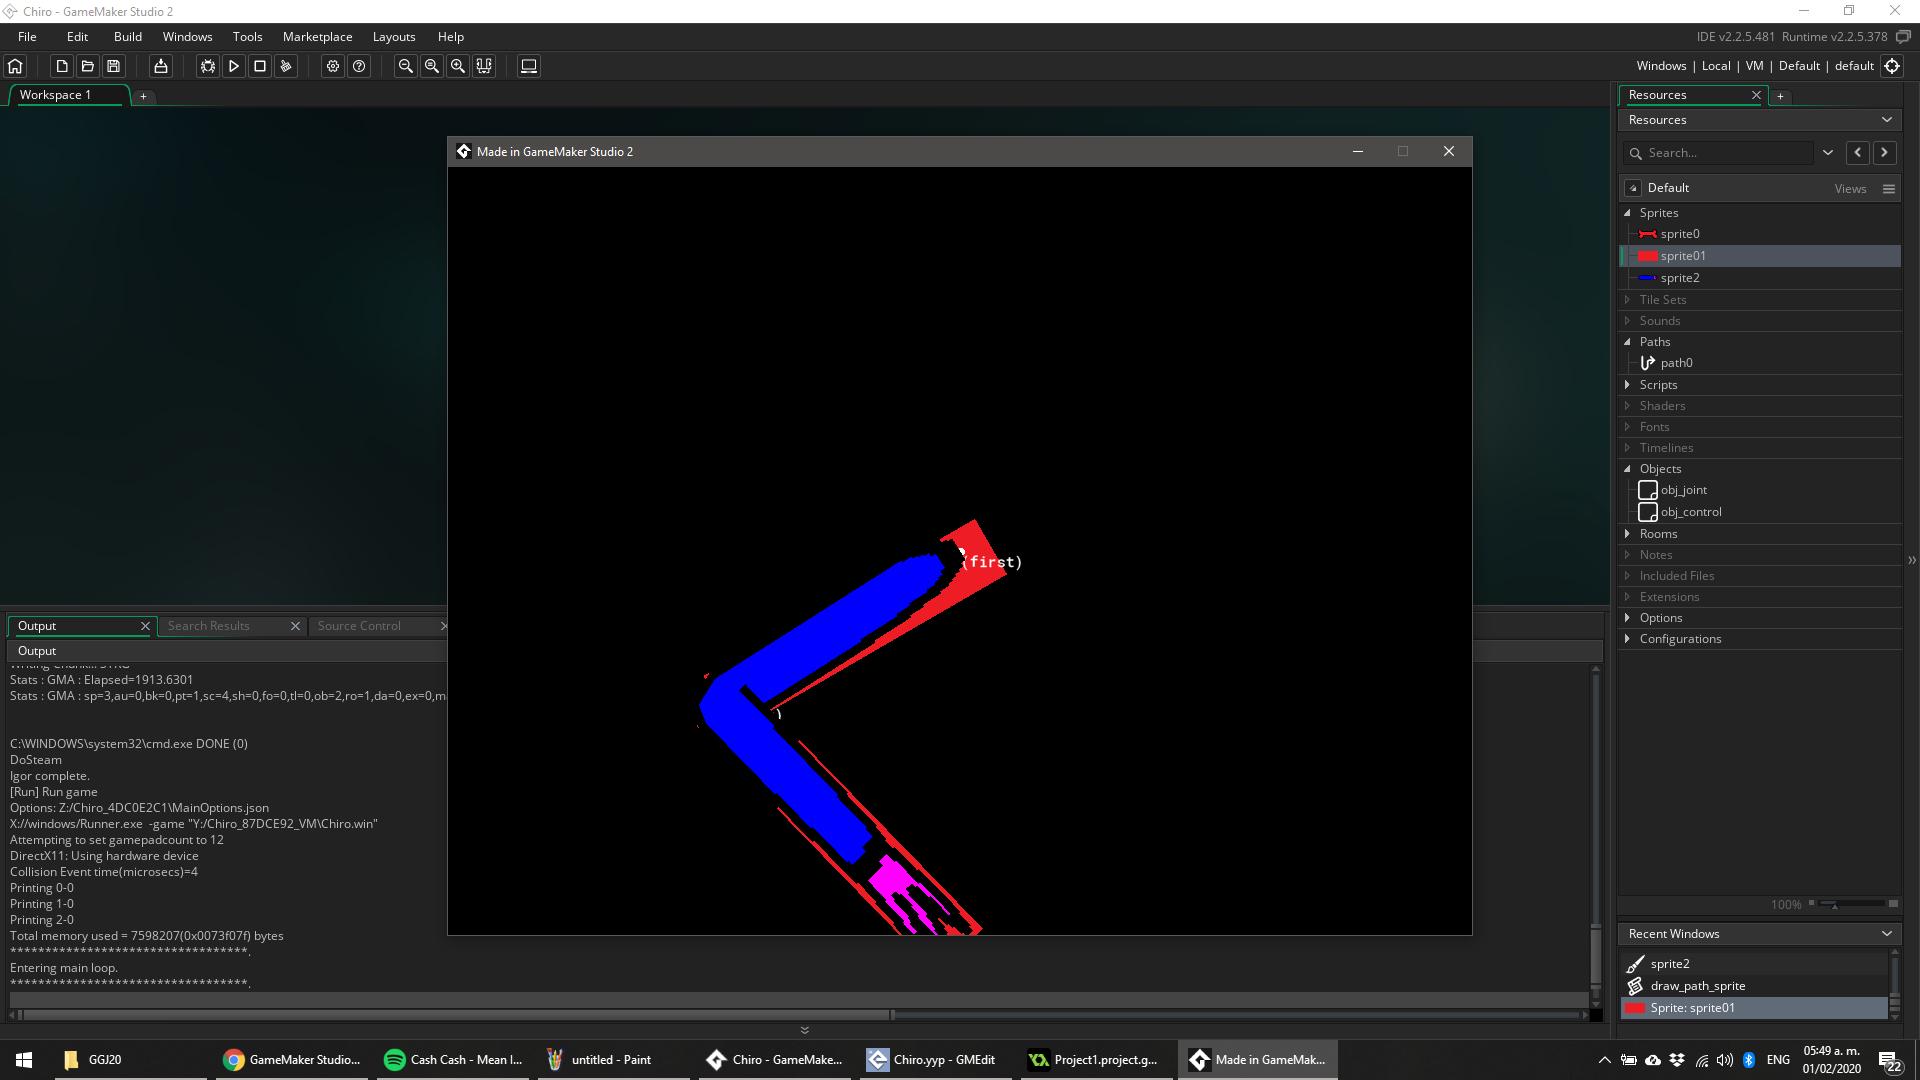 Chiro - GameMaker Studio 2
File Edit Build Windows Tools Marketplace Layouts Help
IDE v2.2.5.481 Runtime v2.2.5.378
Windows | Local | VM | Default | default
Workspace 1 +
Resources +
Resources
Search...
Default Views
Sprites
sprite0
sprite01
sprite2
Tile Sets
Sounds
Paths
path0
Scripts
Shaders
Fonts
Timelines
Objects
obj_joint
obj_control
Rooms
Notes
Included Files
Extensions
Options
Configurations
100%
Recent Windows
sprite2
draw_path_sprite
Sprite: sprite01
Made in GameMaker Studio 2
(first)
)
Output Search Results Source Control
Output
Stats : GMA : Elapsed=1913.6301
Stats : GMA : sp=3,au=0,bk=0,pt=1,sc=4,sh=0,fo=0,tl=0,ob=2,ro=1,da=0,ex=0,m
C:\WINDOWS\system32\cmd.exe DONE (0)
DoSteam
Igor complete.
[Run] Run game
Options: Z:/Chiro_4DC0E2C1\MainOptions.json
X://windows/Runner.exe -game "Y:/Chiro_87DCE92_VM\Chiro.win"
Attempting to set gamepadcount to 12
DirectX11: Using hardware device
Collision Event time(microsecs)=4
Printing 0-0
Printing 1-0
Printing 2-0
Total memory used = 7598207(0x0073f07f) bytes
**********************************.
Entering main loop.
**********************************.
GGJ20
GameMaker Studio...
Cash Cash - Mean I...
untitled - Paint
Chiro - GameMake...
Chiro.yyp - GMEdit
Project1.project.g...
Made in GameMak...
ENG
05:49 a. m.
01/02/2020
22